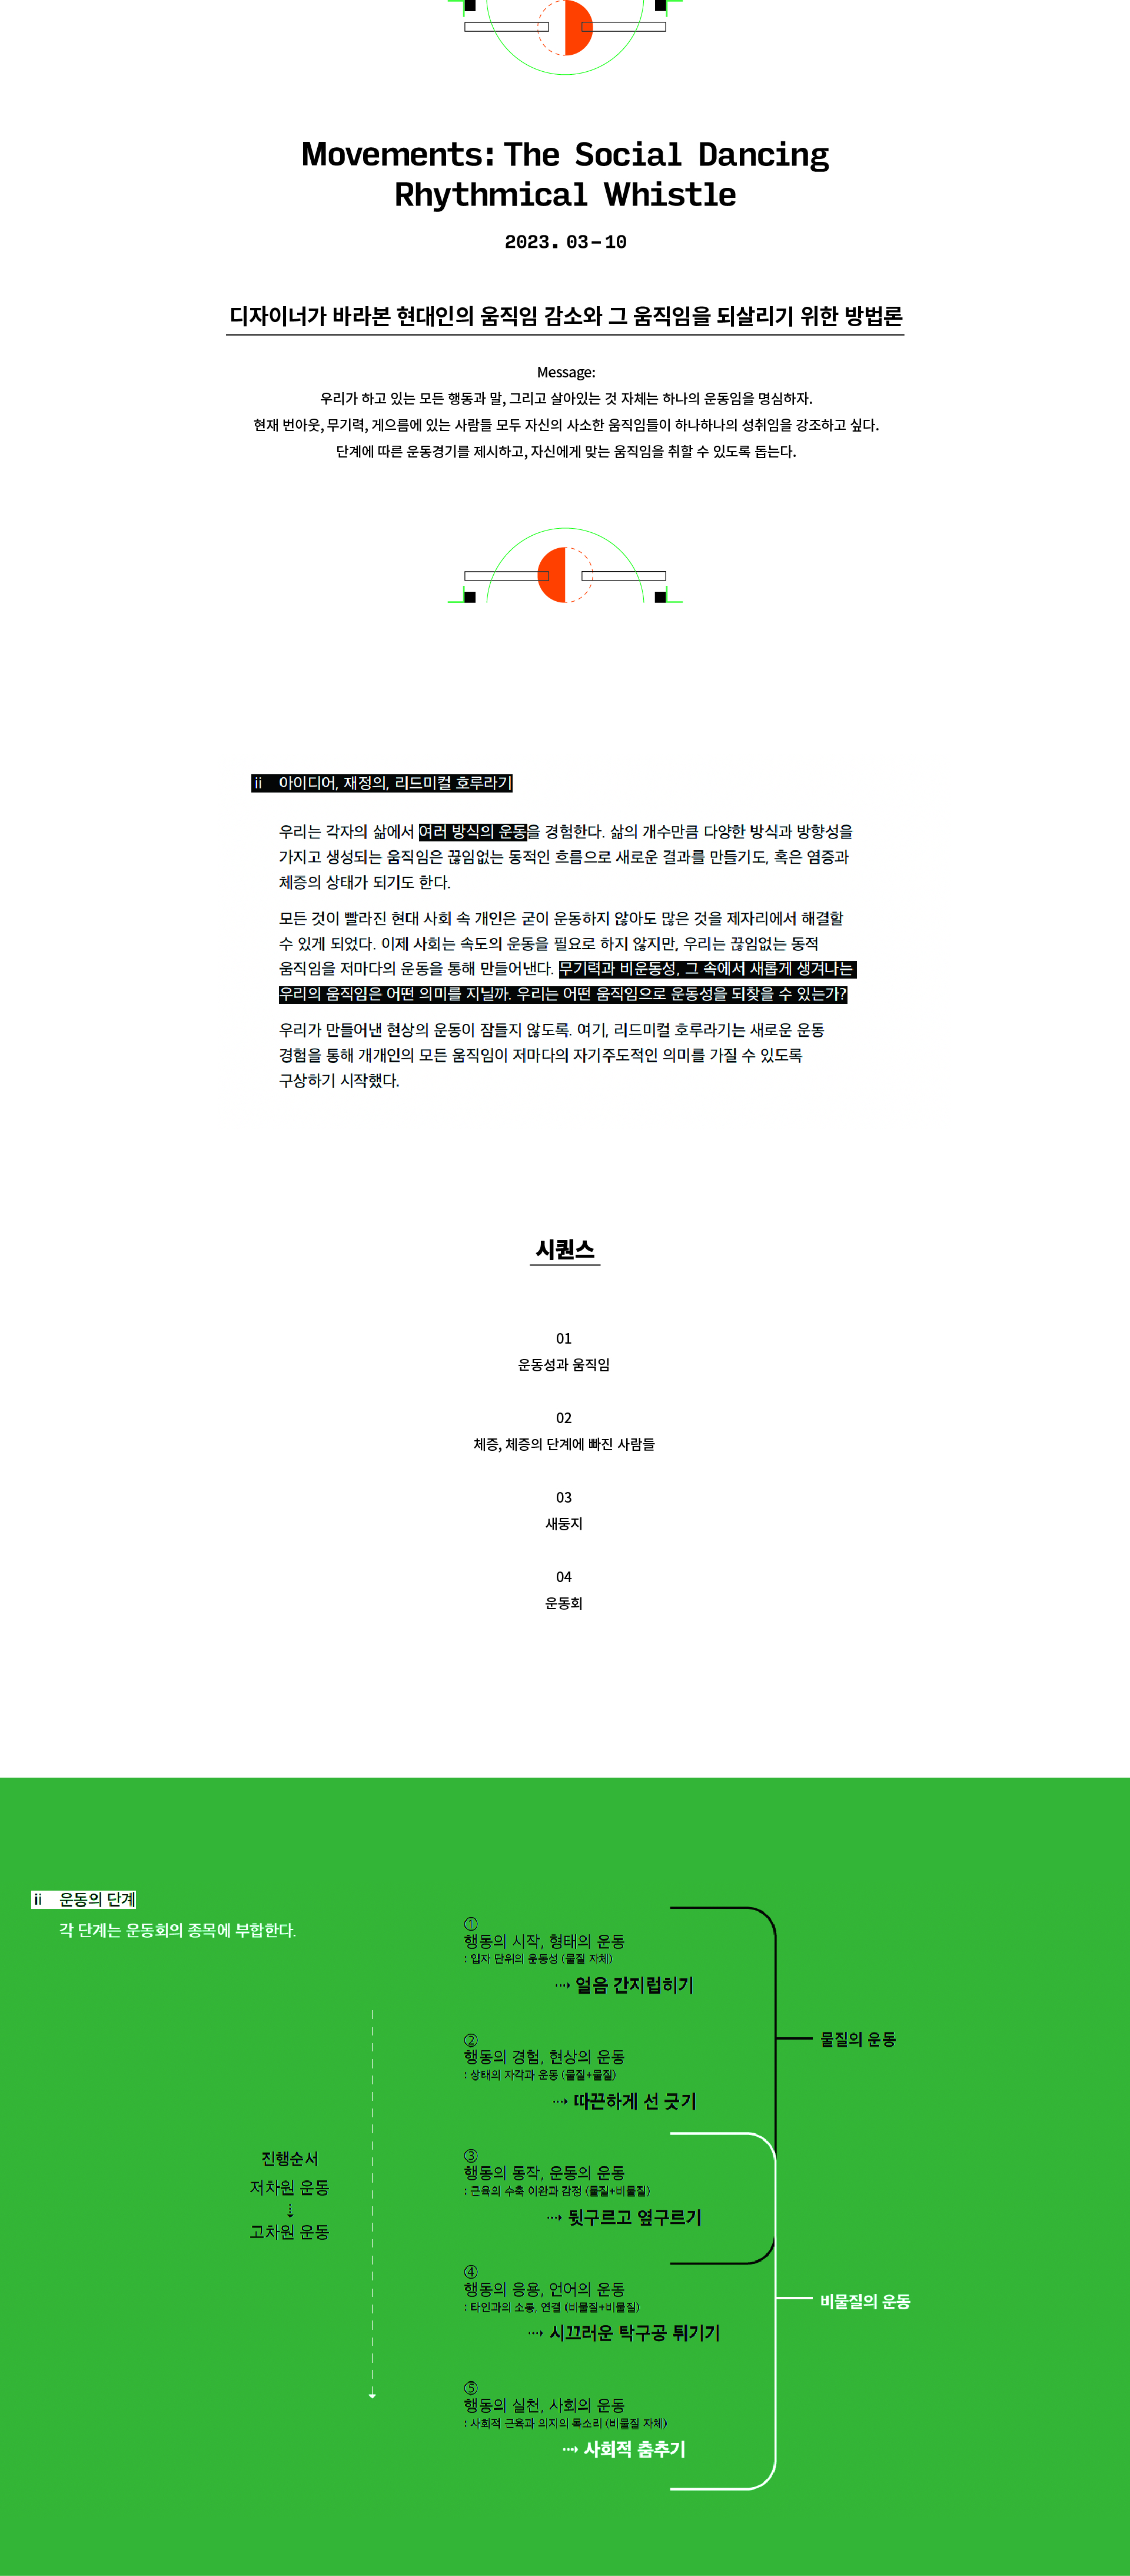 Movements: The Social Dancing
Rhythmical Whistle
2023. 03-10
디자이너가 바라본 현대인의 움직임 감소와 그 움직임을 되살리기 위한 방법론
Message:
우리가 하고 있는 모든 행동과 말, 그리고 살아있는 것 자체는 하나의 운동임을 명심하자.
현재 번아웃, 무기력, 게으름에 있는 사람들 모두 자신의 사소한 움직임들이 하나하나의 성취임을 강조하고 싶다.
단계에 따른 운동경기를 제시하고, 자신에게 맞는 움직임을 취할 수 있도록 돕는다.
ii 아이디어, 재정의, 리드미컬 호루라기
우리는 각자의 삶에서 여러 방식의 운동을 경험한다. 삶의 개수만큼 다양한 방식과 방향성을
가지고 생성되는 움직임은 끊임없는 동적인 흐름으로 새로운 결과를 만들기도, 혹은 염증과
체증의 상태가 되기도 한다.
모든 것이 빨라진 현대 사회 속 개인은 굳이 운동하지 않아도 많은 것을 제자리에서 해결할
수 있게 되었다. 이제 사회는 속도의 운동을 필요로 하지 않지만, 우리는 끊임없는 동적
움직임을 저마다의 운동을 통해 만들어낸다. 무기력과 비운동성, 그 속에서 새롭게 생겨나는
우리의 움직임은 어떤 의미를 지닐까. 우리는 어떤 움직임으로 운동성을 되찾을 수 있는가?
우리가 만들어낸 현상의 운동이 잠들지 않도록. 여기, 리드미컬 호루라기는 새로운 운동
경험을 통해 개개인의 모든 움직임이 저마다의 자기주도적인 의미를 가질 수 있도록
구상하기 시작했다.
시퀀스
01
운동성과 움직임
02
체증, 체증의 단계에 빠진 사람들
03
새둥지
04
운동회
ii 운동의 단계
각 단계는 운동회의 종목에 부합한다.
①
행동의 시작, 형태의 운동
: 입자 단위의 운동성 (물질 자체)
⇢ 얼음 간지럽히기
②
행동의 경험, 현상의 운동
: 상태의 자각과 운동 (물질+물질)
⇢ 따끈하게 선 긋기
③
행동의 동작, 운동의 운동
: 근육의 수축 이완과 감정 (물질+비물질)
⇢ 뒷구르고 옆구르기
④
행동의 응용, 언어의 운동
: 타인과의 소통, 연결 (비물질+비물질)
⇢ 시끄러운 탁구공 튀기기
⑤
행동의 실천, 사회의 운동
: 사회적 근육과 의지의 목소리 (비물질 자체)
⇢ 사회적 춤추기
진행순서
저차원 운동
⇣
고차원 운동
물질의 운동
비물질의 운동